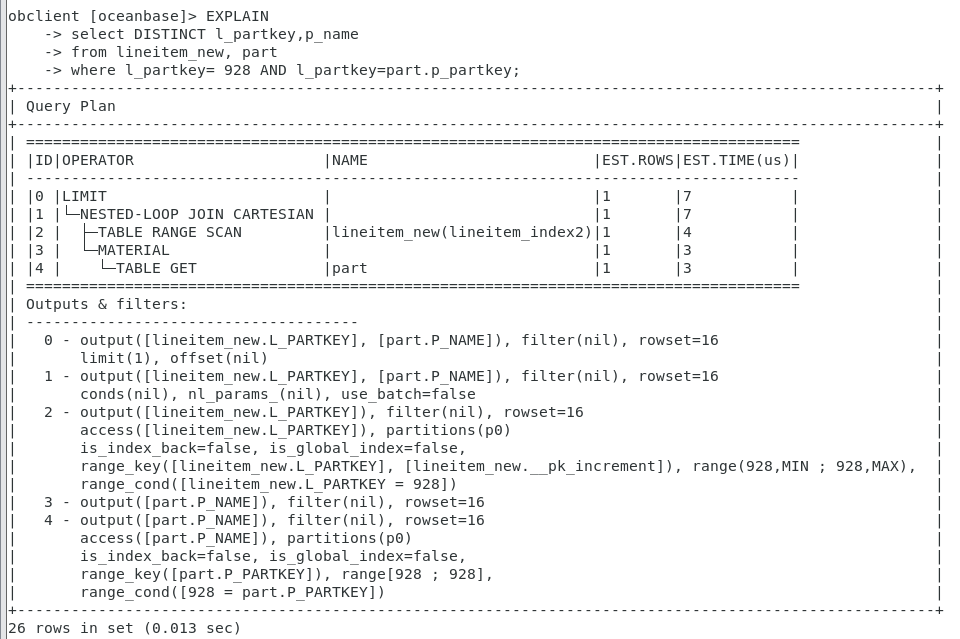 obclient [oceanbase]> EXPLAIN
    -> select DISTINCT l_partkey,p_name
    -> from lineitem_new, part
    -> where l_partkey= 928 AND l_partkey=part.p_partkey;
+------------------------------------------------------------------------------------------------------+
| Query Plan                                                                                           |
+------------------------------------------------------------------------------------------------------+
| ======================================================================================               |
| |ID|OPERATOR                   |NAME                         |EST.ROWS|EST.TIME(us)|               |
| --------------------------------------------------------------------------------------               |
| |0 |LIMIT                      |                             |1       |7           |               |
| |1 |└─NESTED-LOOP JOIN CARTESIAN |                             |1       |7           |               |
| |2 |  ├─TABLE RANGE SCAN         |lineitem_new(lineitem_index2)|1       |4           |               |
| |3 |  └─MATERIAL                 |                             |1       |3           |               |
| |4 |    └─TABLE GET              |part                         |1       |3           |               |
| ======================================================================================               |
| Outputs & filters:                                                                                   |
| -------------------------------------                                                                |
|   0 - output([lineitem_new.L_PARTKEY], [part.P_NAME]), filter(nil), rowset=16                        |
|       limit(1), offset(nil)                                                                          |
|   1 - output([lineitem_new.L_PARTKEY], [part.P_NAME]), filter(nil), rowset=16                        |
|       conds(nil), nl_params_(nil), use_batch=false                                                   |
|   2 - output([lineitem_new.L_PARTKEY]), filter(nil), rowset=16                                       |
|       access([lineitem_new.L_PARTKEY]), partitions(p0)                                               |
|       is_index_back=false, is_global_index=false,                                                    |
|       range_key([lineitem_new.L_PARTKEY], [lineitem_new.__pk_increment]), range(928,MIN ; 928,MAX),  |
|       range_cond([lineitem_new.L_PARTKEY = 928])                                                     |
|   3 - output([part.P_NAME]), filter(nil), rowset=16                                                  |
|   4 - output([part.P_NAME]), filter(nil), rowset=16                                                  |
|       access([part.P_NAME]), partitions(p0)                                                          |
|       is_index_back=false, is_global_index=false,                                                    |
|       range_key([part.P_PARTKEY]), range[928 ; 928],                                                 |
|       range_cond([928 = part.P_PARTKEY])                                                             |
+------------------------------------------------------------------------------------------------------+
26 rows in set (0.013 sec)